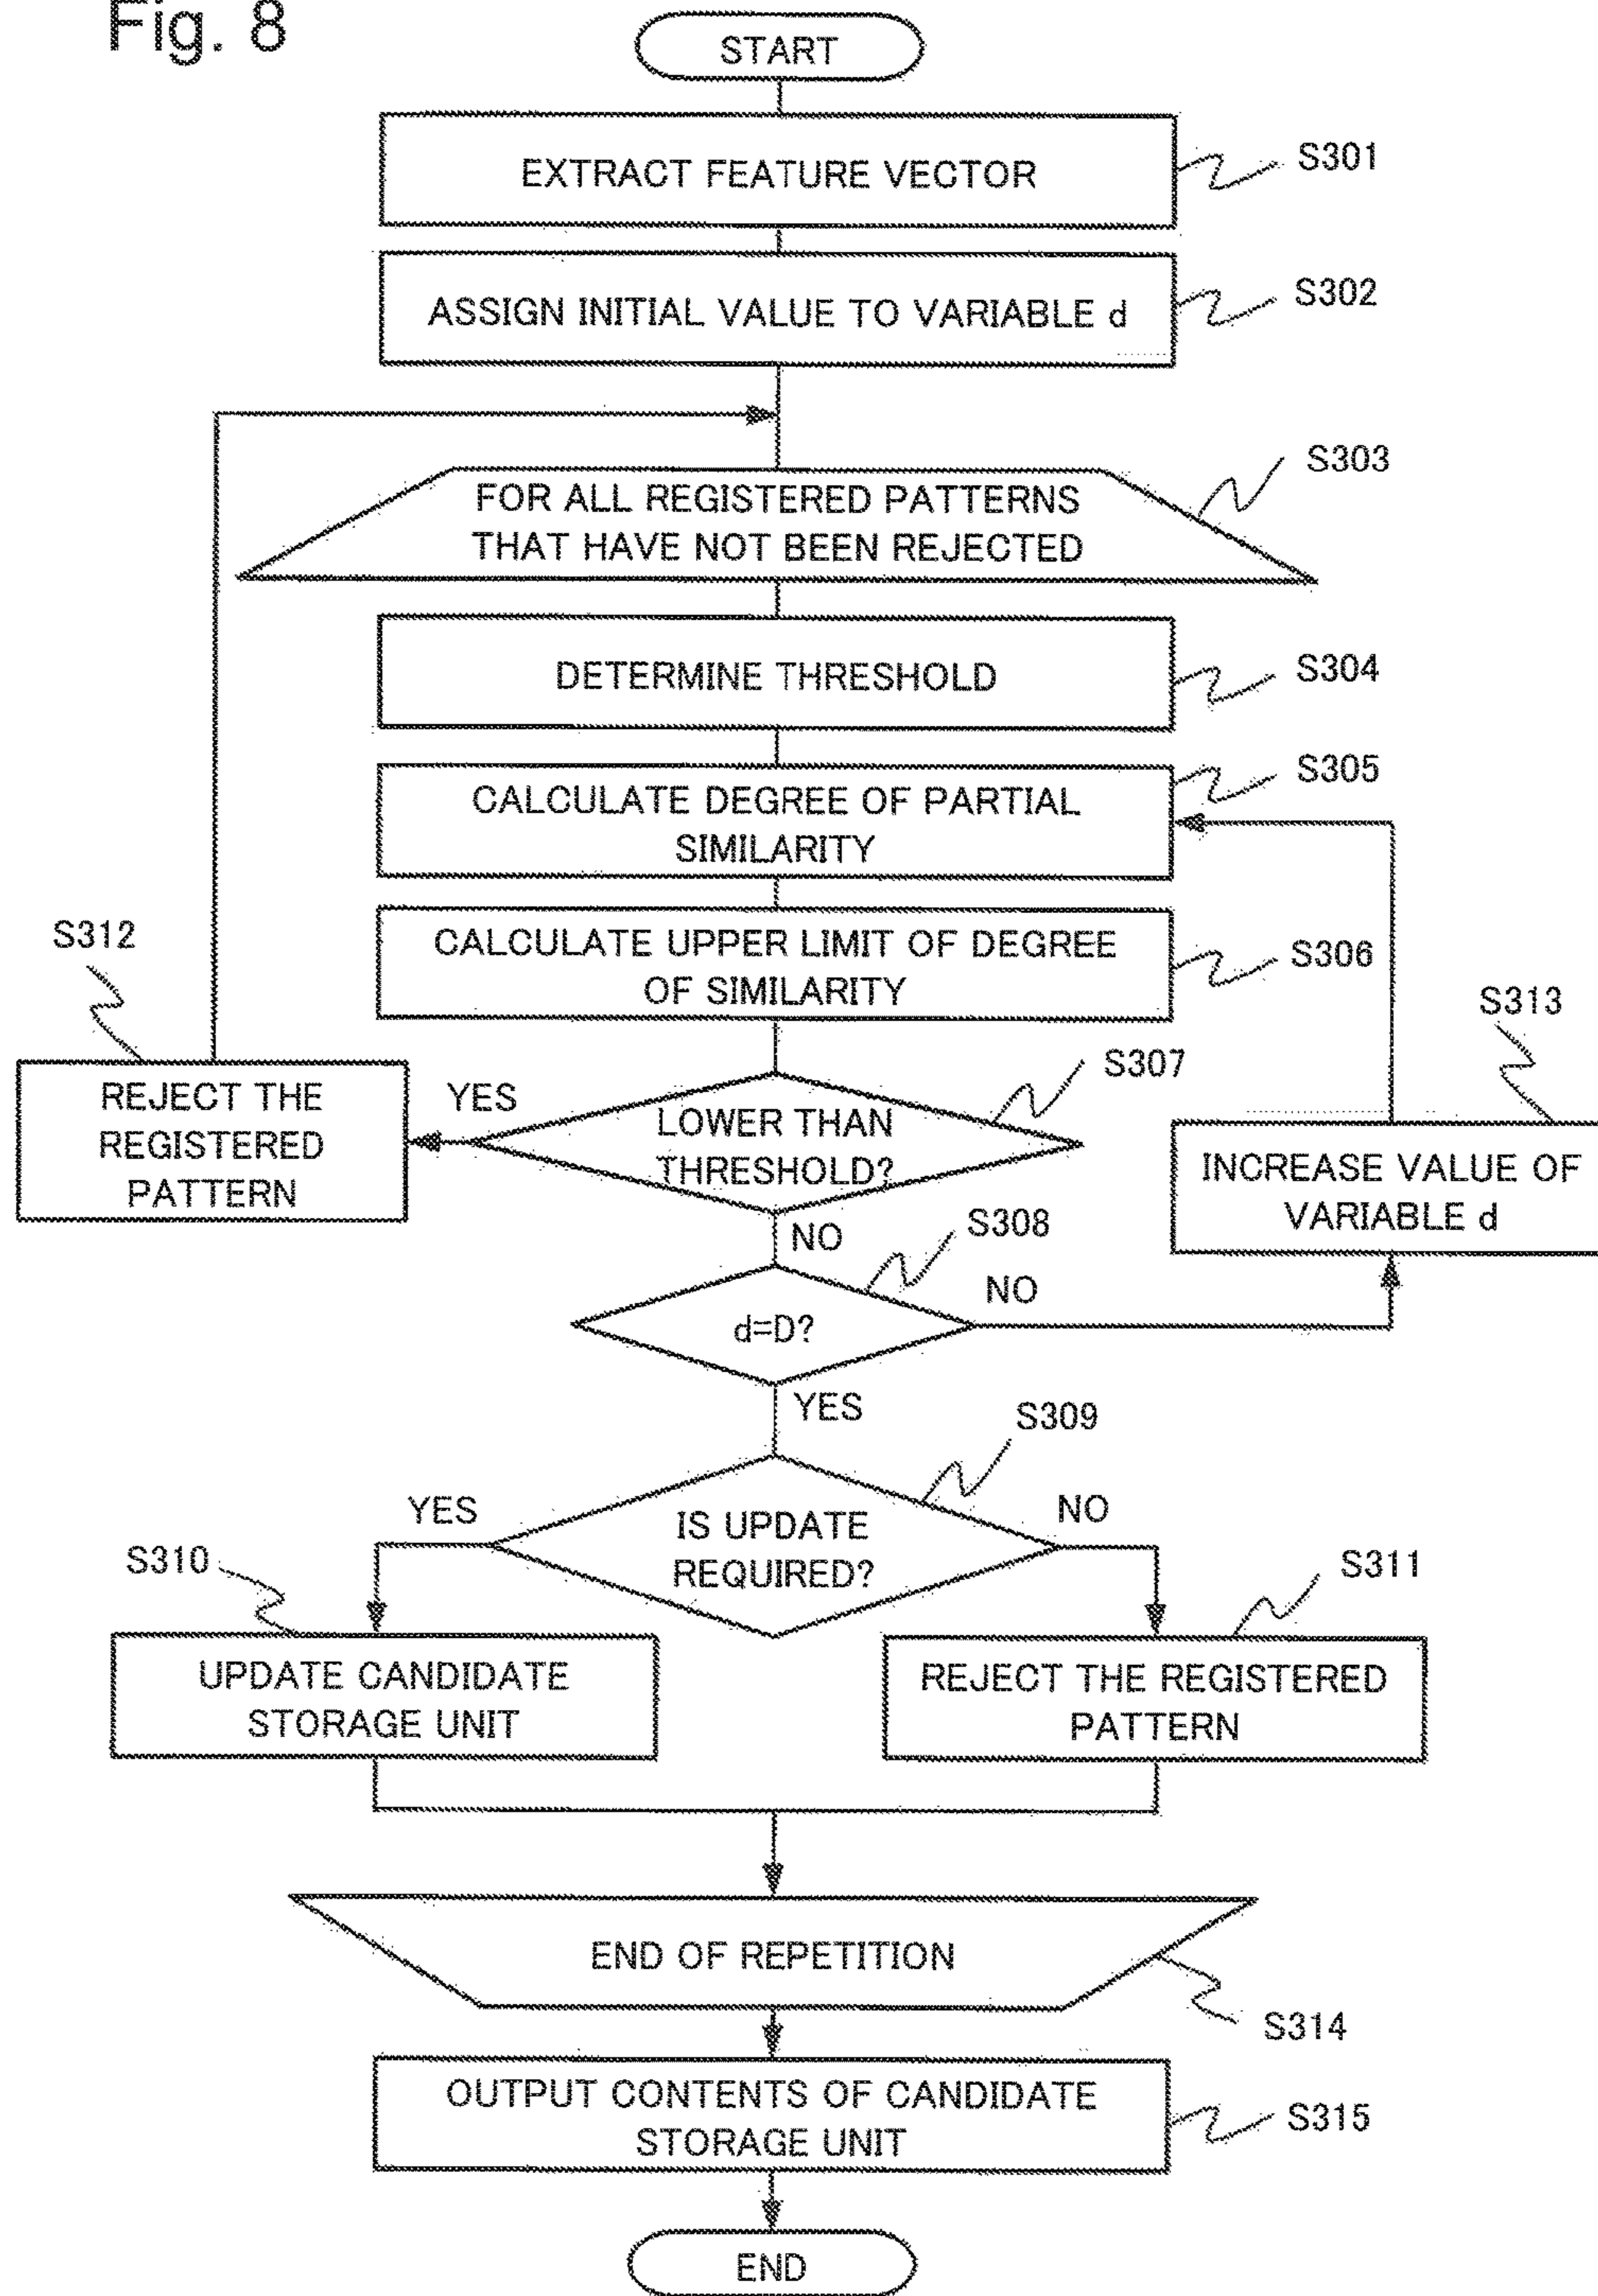 Fig. 8
START
EXTRACT FEATURE VECTOR
S301
ASSIGN INITIAL VALUE TO VARIABLE d
S302
FOR ALL REGISTERED PATTERNS
THAT HAVE NOT BEEN REJECTED
S303
DETERMINE THRESHOLD
S304
CALCULATE DEGREE OF PARTIAL
SIMILARITY
S305
CALCULATE UPPER LIMIT OF DEGREE
OF SIMILARITY
S306
S312
REJECT THE
REGISTERED
PATTERN
YES
LOWER THAN
THRESHOLD?
S307
S313
INCREASE VALUE OF
VARIABLE d
NO
S308
d=D?
NO
YES
S309
YES
IS UPDATE
REQUIRED?
NO
S310
UPDATE CANDIDATE
STORAGE UNIT
S311
REJECT THE REGISTERED
PATTERN
END OF REPETITION
S314
OUTPUT CONTENTS OF CANDIDATE
STORAGE UNIT
S315
END